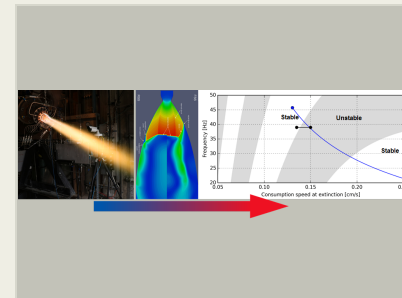 50
45
40
35
30
25
20
Frequency [Hz]
Stable
Unstable
Stable
0.05
0.10
0.15
0.20
Consumption speed at extinction [cm/s]